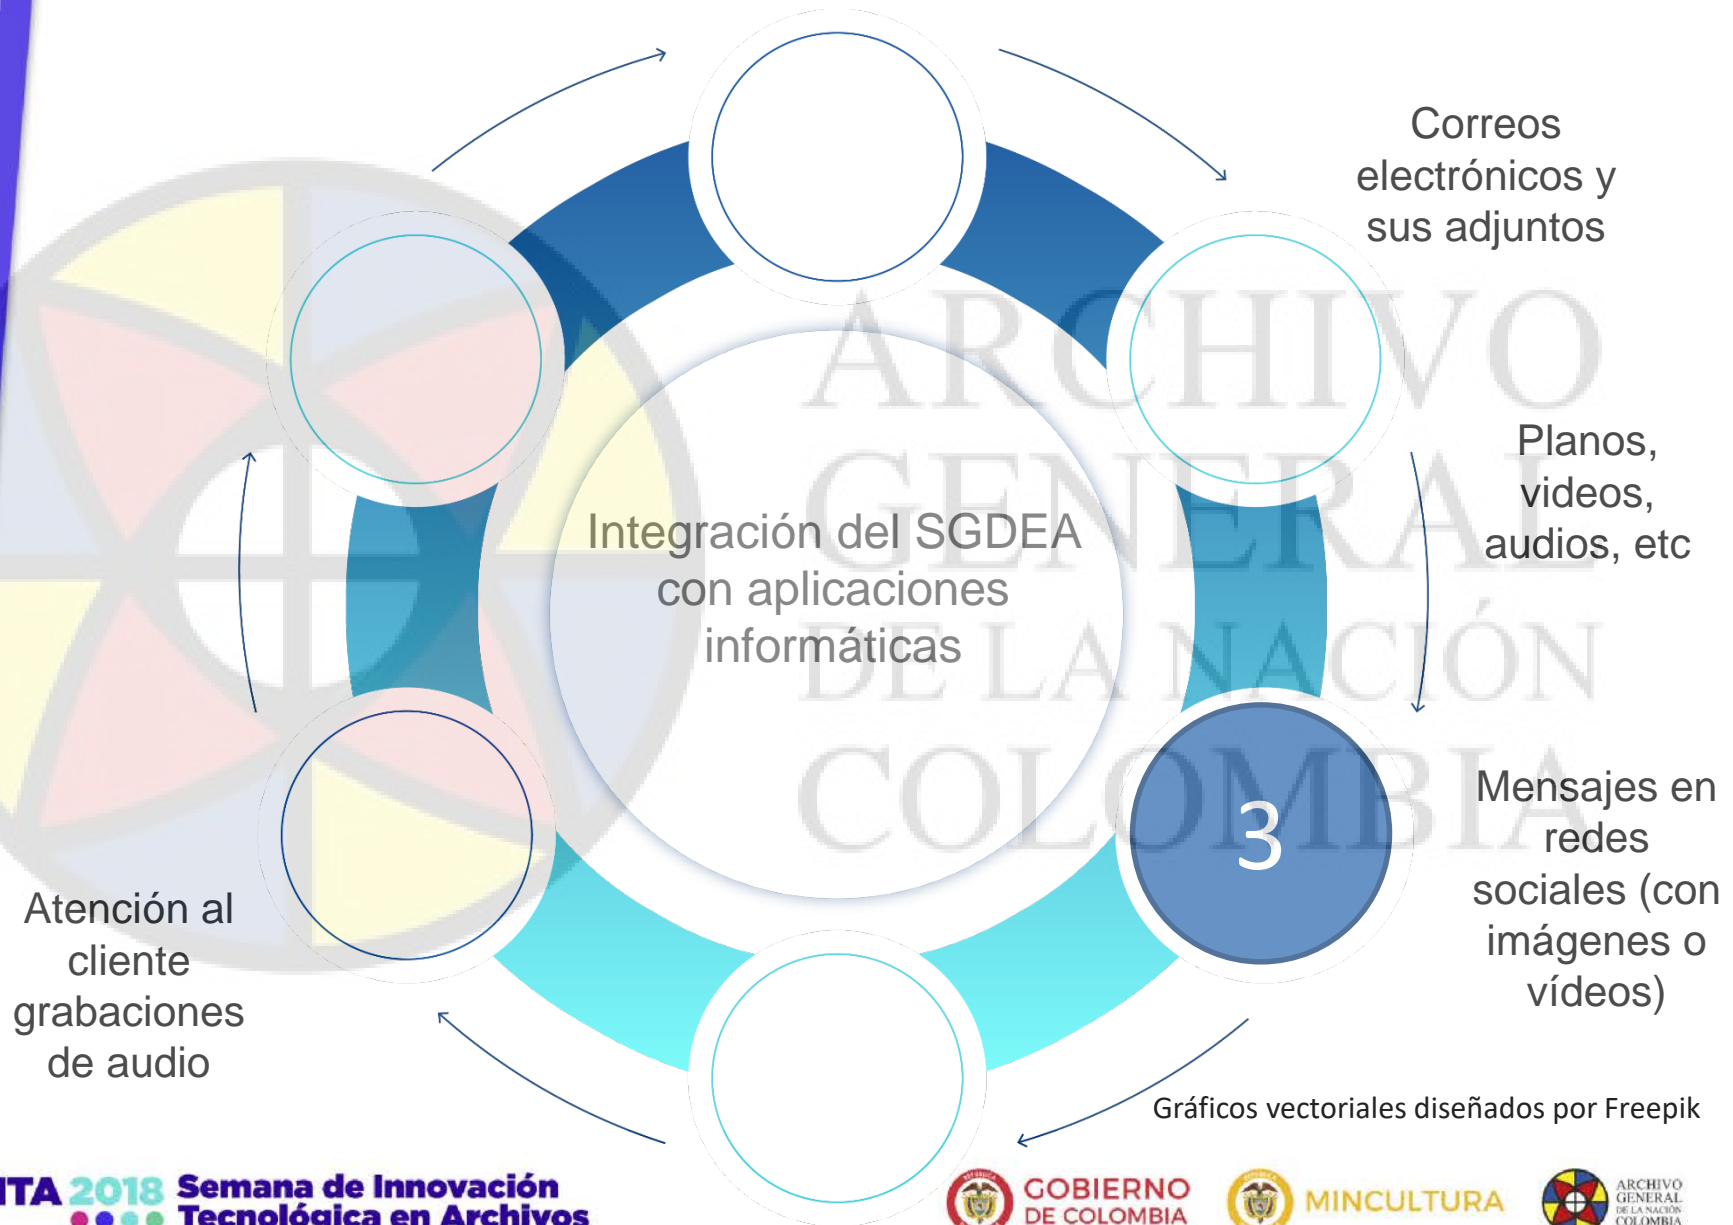 Correos
electrónicos y
sus adjuntos
ARCHIVO
GENERAL
DE LA NACIÓN
COLOMBIA
Planos,
videos,
audios, etc
Integración del SGDEA
con aplicaciones
informáticas
3
Mensajes en
redes
sociales (con
imágenes o
vídeos)
Atención al
cliente
grabaciones
de audio
Gráficos vectoriales diseñados por Freepik
ITA 2018 Semana de Innovación
Tecnológica en Archivos
GOBIERNO
DE COLOMBIA
MINCULTURA
ARCHIVO
GENERAL
DE LA NACIÓN
COLOMBIA